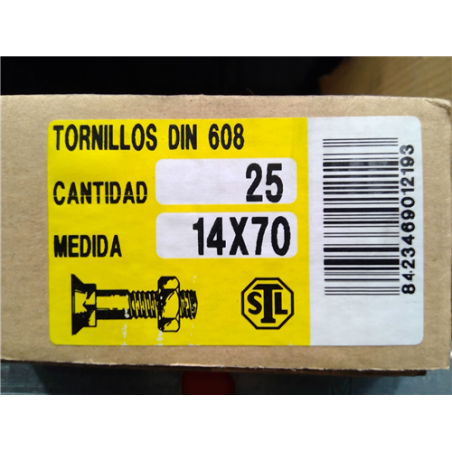 TORNILLOS DIN 608
CANTIDAD 25
MEDIDA 14X70
STL
8423469012193